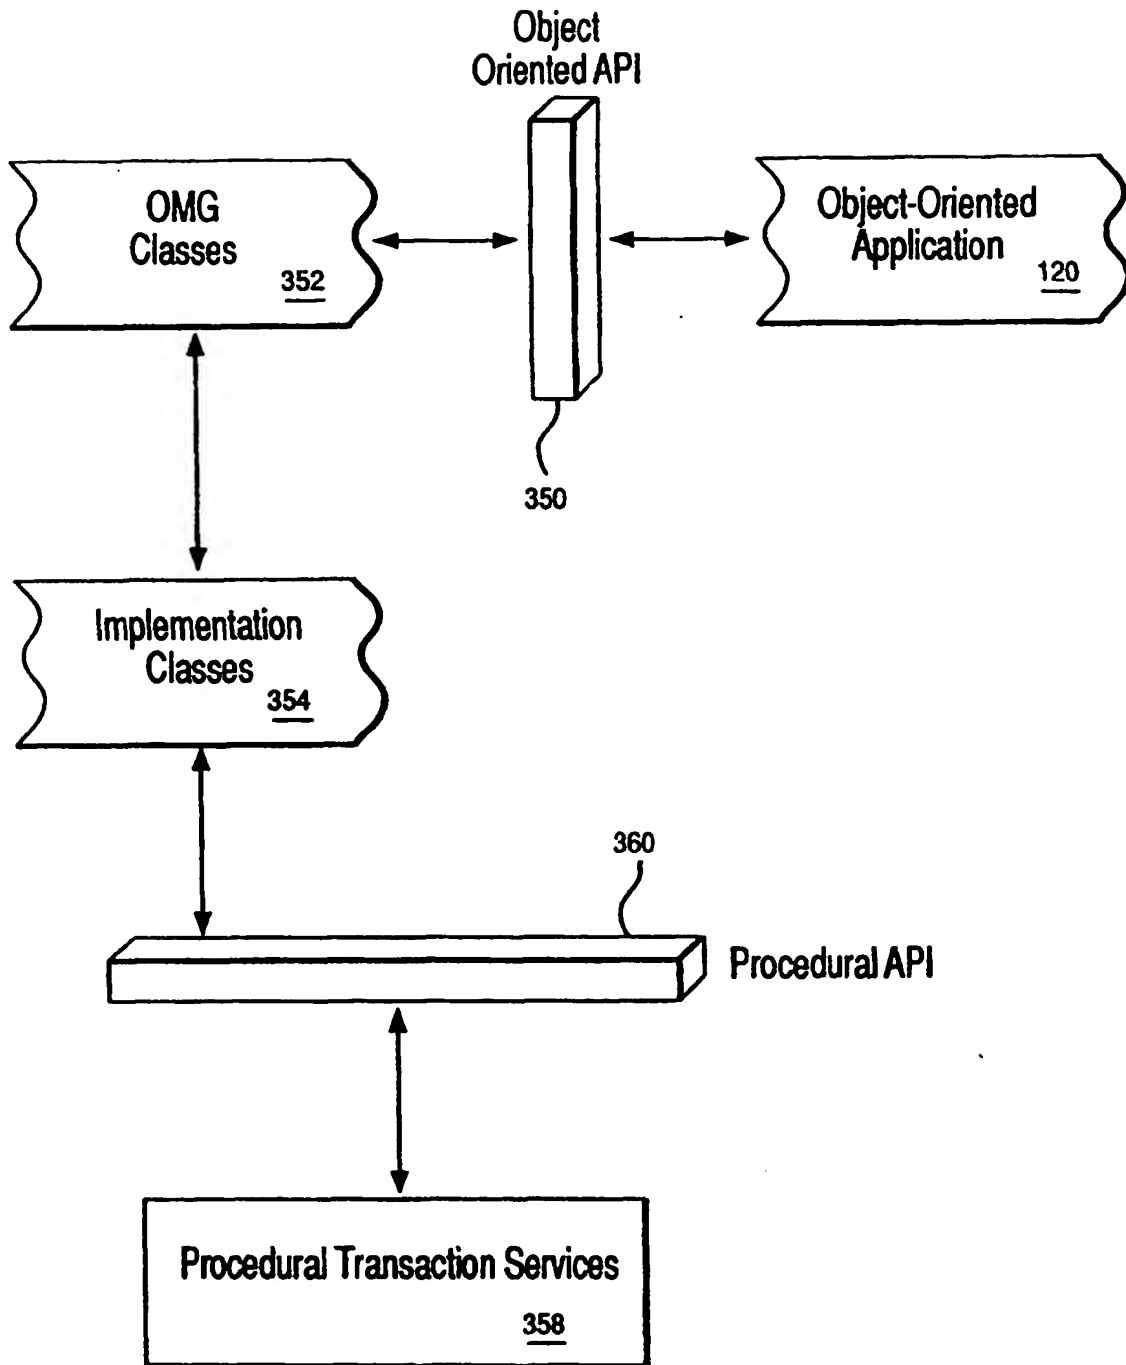 Object
Oriented API
OMG
Classes
352
Object-Oriented
Application
120
350
Implementation
Classes
354
360
Procedural API
Procedural Transaction Services
358